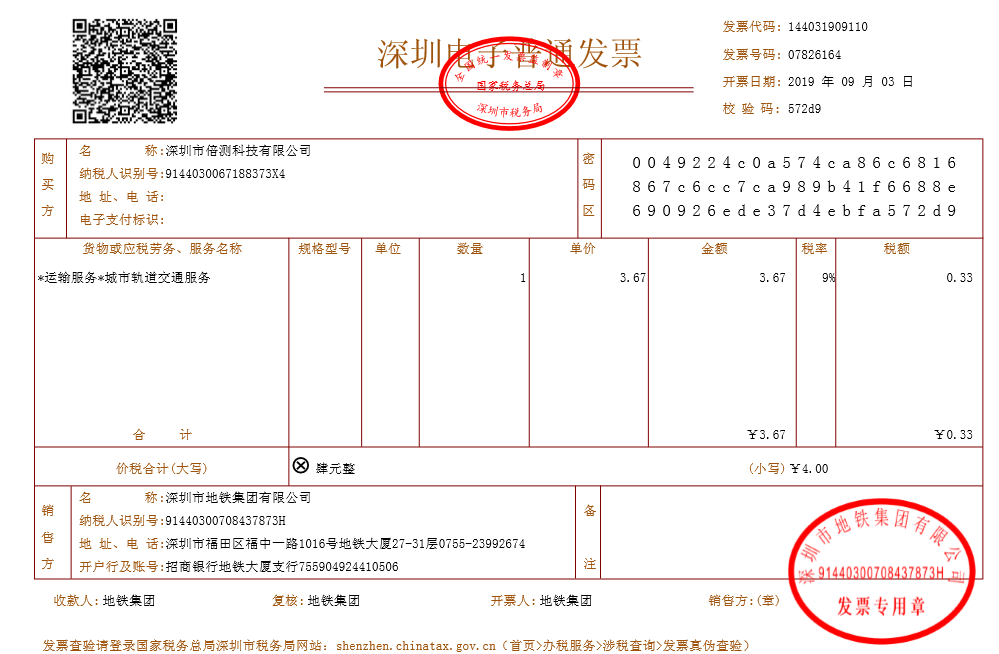 深圳电子普通发票
全国统一发票监制章
国家税务总局
深圳市税务局
发票代码: 144031909110
发票号码: 07826164
开票日期: 2019 年 09 月 03 日
校 验 码: 572d9
购买方
名 称:深圳市倍测科技有限公司
纳税人识别号:9144030067188373X4
地 址、电 话:
电子支付标识:
密码区
0049224c0a574ca86c6816
867c6cc7ca989b41f6688e
690926ede37d4ebfa572d9
货物或应税劳务、服务名称 规格型号 单位 数量 单价 金额 税率 税额
*运输服务*城市轨道交通服务 1 3.67 3.67 9% 0.33
合 计 ￥3.67 ￥0.33
价税合计(大写) ⊗ 肆元整 (小写)￥4.00
销售方
名 称:深圳市地铁集团有限公司
纳税人识别号:91440300708437873H
地 址、电 话:深圳市福田区福中一路1016号地铁大厦27-31层0755-23992674
开户行及账号:招商银行地铁大厦支行755904924410506
备注
深圳市地铁集团有限公司
91440300708437873H
发票专用章
收款人:地铁集团 复核:地铁集团 开票人:地铁集团 销售方:(章)
发票查验请登录国家税务总局深圳市税务局网站: shenzhen.chinatax.gov.cn（首页>办税服务>涉税查询>发票真伪查验）